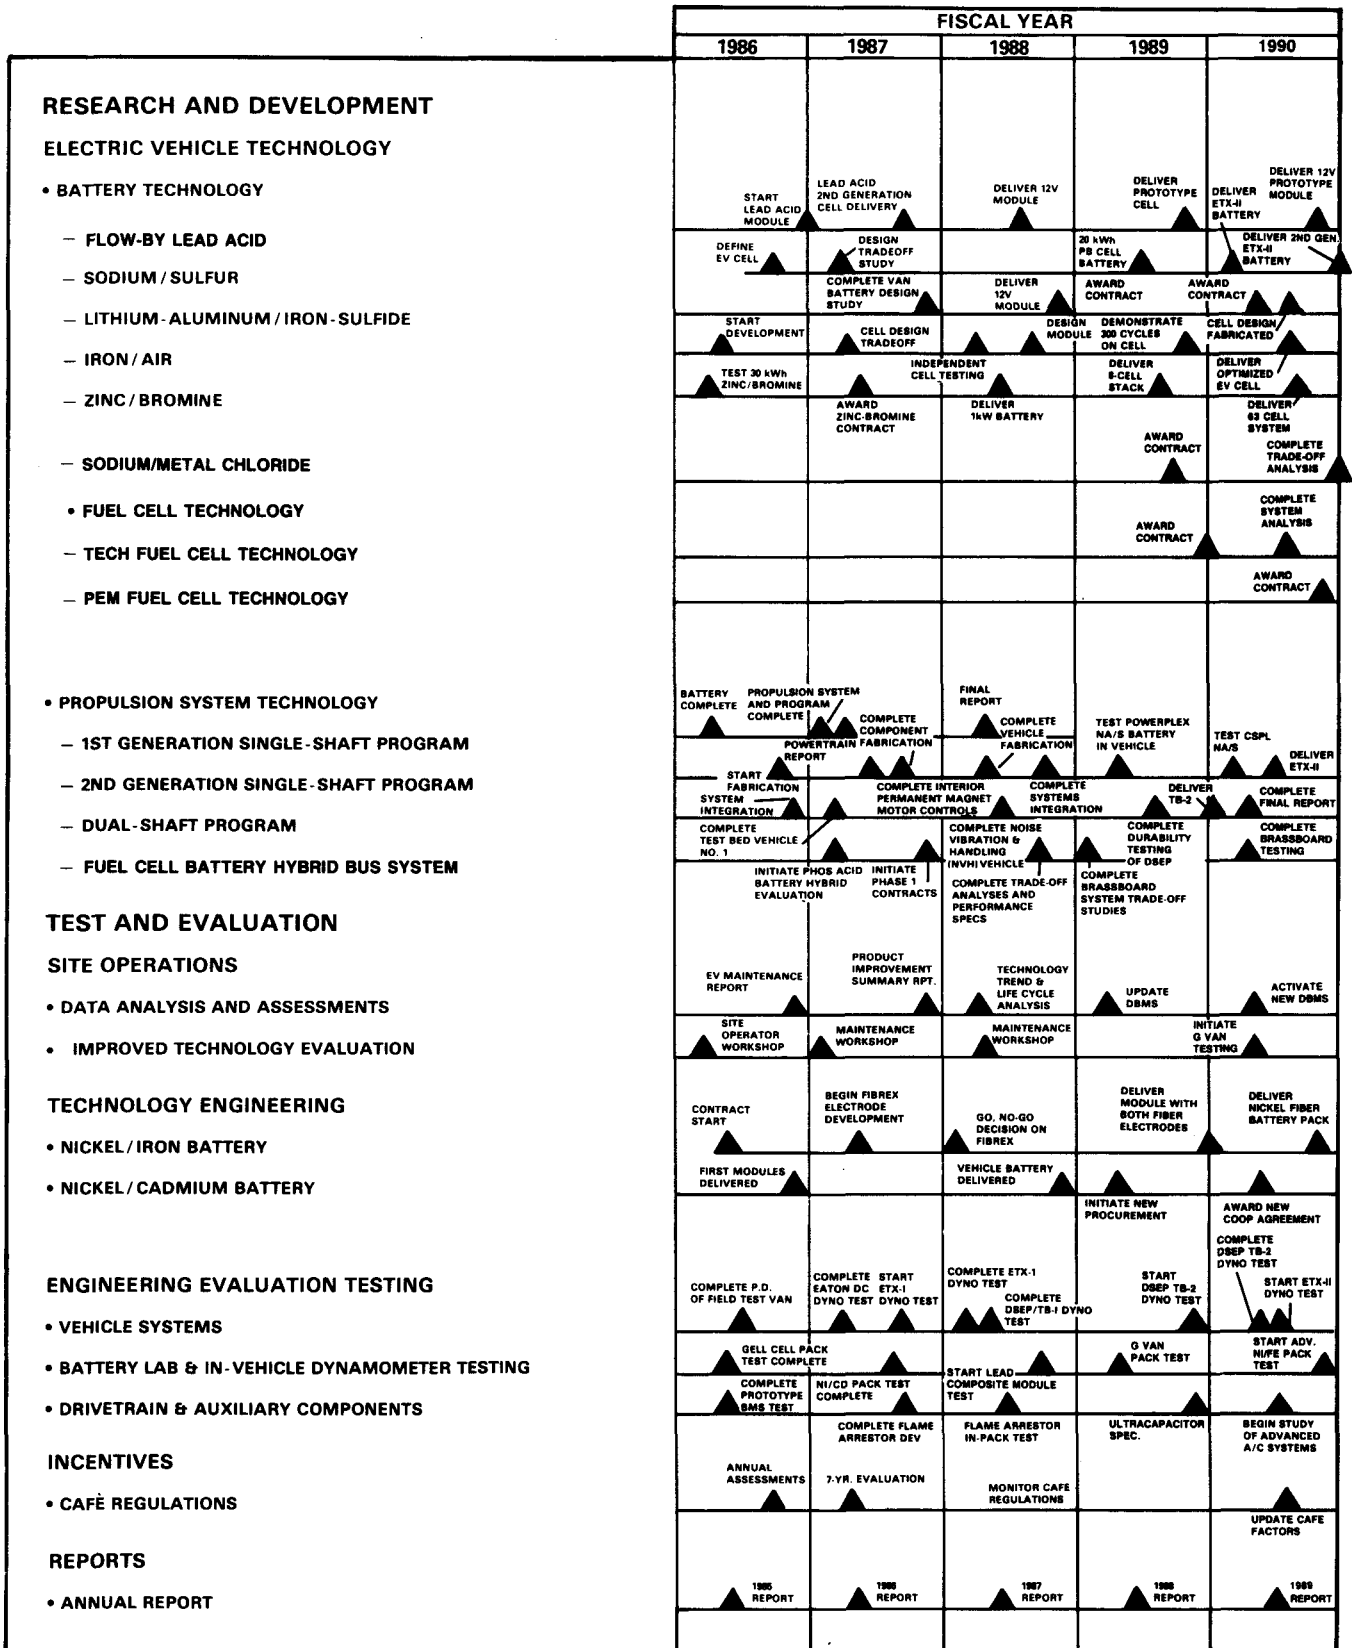 FISCAL YEAR
1986 1987 1988 1989 1990
RESEARCH AND DEVELOPMENT
ELECTRIC VEHICLE TECHNOLOGY
• BATTERY TECHNOLOGY
START
LEAD ACID
MODULE
LEAD ACID
2ND GENERATION
CELL DELIVERY
DELIVER 12V
MODULE
DELIVER
PROTOTYPE
CELL
DELIVER
ETX-II
BATTERY
DELIVER 12V
PROTOTYPE
MODULE
– FLOW-BY LEAD ACID
DEFINE
EV CELL
DESIGN
TRADEOFF
STUDY
20 kWh
PB CELL
BATTERY
DELIVER 2ND GEN.
ETX-II
BATTERY
– SODIUM/SULFUR
COMPLETE VAN
BATTERY DESIGN
STUDY
DELIVER
12V
MODULE
AWARD
CONTRACT
AWARD
CONTRACT
– LITHIUM-ALUMINUM/IRON-SULFIDE
START
DEVELOPMENT
CELL DESIGN
TRADEOFF
DESIGN
MODULE
DEMONSTRATE
300 CYCLES
ON CELL
CELL DESIGN
FABRICATED
– IRON/AIR
TEST 30 kWh
ZINC/BROMINE
INDEPENDENT
CELL TESTING
DELIVER
8-CELL
STACK
DELIVER
OPTIMIZED
EV CELL
– ZINC/BROMINE
AWARD
ZINC-BROMINE
CONTRACT
DELIVER
1kW BATTERY
DELIVER
63 CELL
SYSTEM
– SODIUM/METAL CHLORIDE
AWARD
CONTRACT
COMPLETE
TRADE-OFF
ANALYSIS
• FUEL CELL TECHNOLOGY
– TECH FUEL CELL TECHNOLOGY
AWARD
CONTRACT
COMPLETE
SYSTEM
ANALYSIS
– PEM FUEL CELL TECHNOLOGY
AWARD
CONTRACT
• PROPULSION SYSTEM TECHNOLOGY
BATTERY
COMPLETE
PROPULSION SYSTEM
AND PROGRAM
COMPLETE
FINAL
REPORT
– 1ST GENERATION SINGLE-SHAFT PROGRAM
POWERTRAIN
REPORT
COMPLETE
COMPONENT
FABRICATION
COMPLETE
VEHICLE
FABRICATION
TEST POWERPLEX
NA/S BATTERY
IN VEHICLE
TEST CSPL
NA/S
DELIVER
ETX-II
– 2ND GENERATION SINGLE-SHAFT PROGRAM
START
FABRICATION
SYSTEM
INTEGRATION
COMPLETE INTERIOR
PERMANENT MAGNET
MOTOR CONTROLS
COMPLETE
SYSTEMS
INTEGRATION
DELIVER
TB-2
COMPLETE
FINAL REPORT
– DUAL-SHAFT PROGRAM
COMPLETE
TEST BED VEHICLE
NO. 1
COMPLETE NOISE
VIBRATION &
HANDLING
(NVH)VEHICLE
COMPLETE
DURABILITY
TESTING
OF DSEP
COMPLETE
BRASSBOARD
TESTING
– FUEL CELL BATTERY HYBRID BUS SYSTEM
INITIATE PHOS ACID
BATTERY HYBRID
EVALUATION
INITIATE
PHASE 1
CONTRACTS
COMPLETE TRADE-OFF
ANALYSES AND
PERFORMANCE
SPECS
COMPLETE
BRASSBOARD
SYSTEM TRADE-OFF
STUDIES
TEST AND EVALUATION
SITE OPERATIONS
• DATA ANALYSIS AND ASSESSMENTS
EV MAINTENANCE
REPORT
PRODUCT
IMPROVEMENT
SUMMARY RPT.
TECHNOLOGY
TREND &
LIFE CYCLE
ANALYSIS
UPDATE
DBMS
ACTIVATE
NEW DBMS
• IMPROVED TECHNOLOGY EVALUATION
SITE
OPERATOR
WORKSHOP
MAINTENANCE
WORKSHOP
MAINTENANCE
WORKSHOP
INITIATE
G VAN
TESTING
TECHNOLOGY ENGINEERING
• NICKEL/IRON BATTERY
CONTRACT
START
BEGIN FIBREX
ELECTRODE
DEVELOPMENT
GO, NO-GO
DECISION ON
FIBREX
DELIVER
MODULE WITH
BOTH FIBER
ELECTRODES
DELIVER
NICKEL FIBER
BATTERY PACK
• NICKEL/CADMIUM BATTERY
FIRST MODULES
DELIVERED
VEHICLE BATTERY
DELIVERED
INITIATE NEW
PROCUREMENT
AWARD NEW
COOP AGREEMENT
ENGINEERING EVALUATION TESTING
• VEHICLE SYSTEMS
COMPLETE P.D.
OF FIELD TEST VAN
COMPLETE
EATON DC
DYNO TEST
START
ETX-I
DYNO TEST
COMPLETE ETX-1
DYNO TEST
COMPLETE
DSEP/TB-I DYNO
TEST
START
DSEP TB-2
DYNO TEST
COMPLETE
DSEP TB-2
DYNO TEST
START ETX-II
DYNO TEST
• BATTERY LAB & IN-VEHICLE DYNAMOMETER TESTING
GELL CELL PACK
TEST COMPLETE
G VAN
PACK TEST
START ADV.
NI/FE PACK
TEST
• DRIVETRAIN & AUXILIARY COMPONENTS
COMPLETE
PROTOTYPE
BMS TEST
NI/CD PACK TEST
COMPLETE
START LEAD
COMPOSITE MODULE
TEST
COMPLETE FLAME
ARRESTOR DEV
FLAME ARRESTOR
IN-PACK TEST
ULTRACAPACITOR
SPEC.
BEGIN STUDY
OF ADVANCED
A/C SYSTEMS
INCENTIVES
• CAFÈ REGULATIONS
ANNUAL
ASSESSMENTS
7-YR. EVALUATION
MONITOR CAFE
REGULATIONS
UPDATE CAFE
FACTORS
REPORTS
• ANNUAL REPORT
1985
REPORT
1986
REPORT
1987
REPORT
1988
REPORT
1989
REPORT